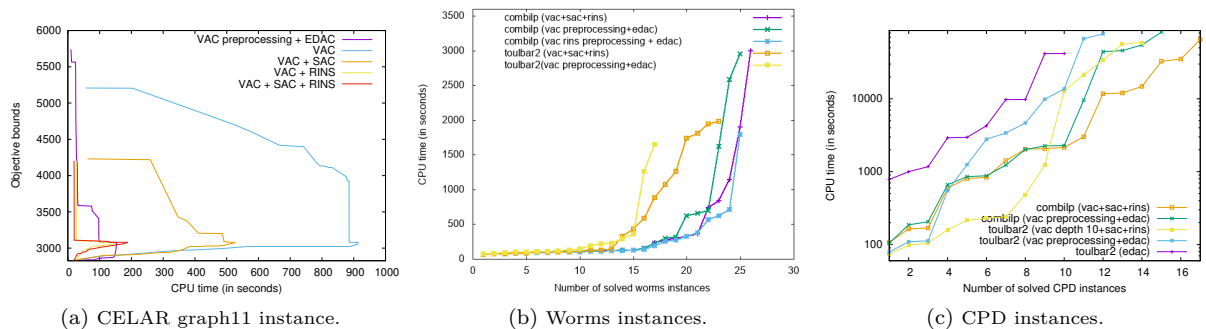 6000
5500
5000
4500
4000
3500
3000
0 100 200 300 400 500 600 700 800 900 1000
Objective bounds
CPU time (in seconds)
VAC preprocessing + EDAC
VAC
VAC + SAC
VAC + RINS
VAC + SAC + RINS
(a) CELAR graph11 instance.
3500
3000
2500
2000
1500
1000
500
0
0 5 10 15 20 25 30
CPU time (in seconds)
Number of solved worms instances
combilp (vac+sac+rins)
combilp (vac preprocessing+edac)
combilp (vac rins preprocessing + edac)
toulbar2 (vac+sac+rins)
toulbar2(vac preprocessing+edac)
(b) Worms instances.
10000
1000
100
2 4 6 8 10 12 14 16
CPU time (in seconds)
Number of solved CPD instances
combilp (vac+sac+rins)
combilp (vac preprocessing+edac)
toulbar2 (vac depth 10+sac+rins)
toulbar2 (vac preprocessing+edac)
toulbar2 (edac)
(c) CPD instances.